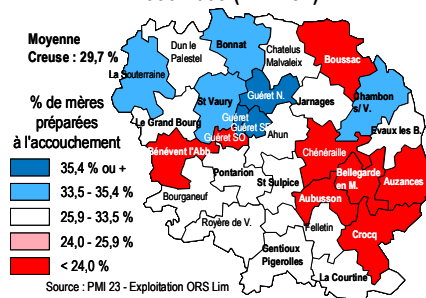 Moyenne
Creuse : 29,7 %
% de mères
préparées
à l'accouchement
35,4 % ou +
33,5 - 35,4 %
25,9 - 33,5 %
24,0 - 25,9 %
< 24,0 %
Source : PMI 23 - Exploitation ORS Lim
Dun le
Palestel
Bonnat
Chatelus
Malvaleix
Boussac
La Souterraine
St Vaury
Guéret N.
Jarnages
Chambon
s/ V.
Le Grand Bourg
Guéret
Guéret SE
Guéret SO
Evaux les B.
Bénévent l'Abb
Ahun
Chénéraille
Pontarion
St Sulpice
Bellegarde
en M.
Auzances
Bourganeuf
Aubusson
Royère de V.
Felletin
Crocq
Gentioux
Pigerolles
La Courtine